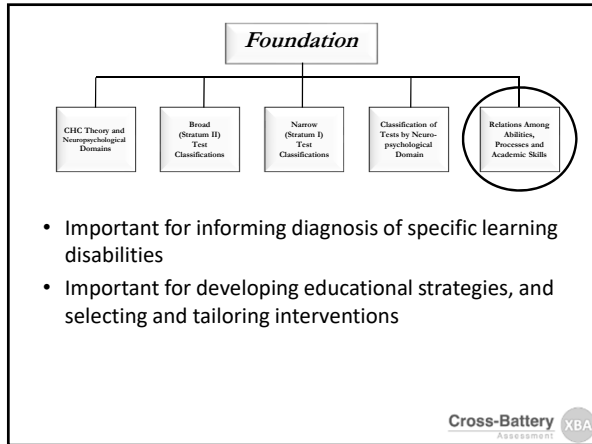 Foundation
CHC Theory and
Neuropsychological
Domains
Broad
(Stratum II)
Test
Classifications
Narrow
(Stratum I)
Test
Classifications
Classification of
Tests by Neuro-
psychological
Domain
Relations Among
Abilities,
Processes and
Academic Skills
• Important for informing diagnosis of specific learning
disabilities
• Important for developing educational strategies, and
selecting and tailoring interventions
Cross-Battery
Assessment
XBA